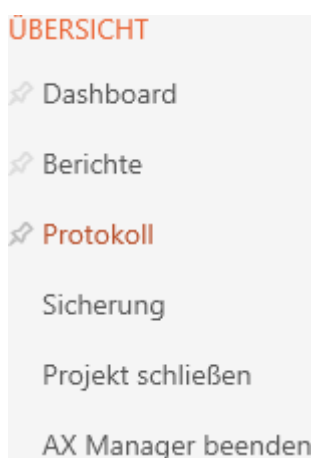 ÜBERSICHT
Dashboard
Berichte
Protokoll
Sicherung
Projekt schließen
AX Manager beenden